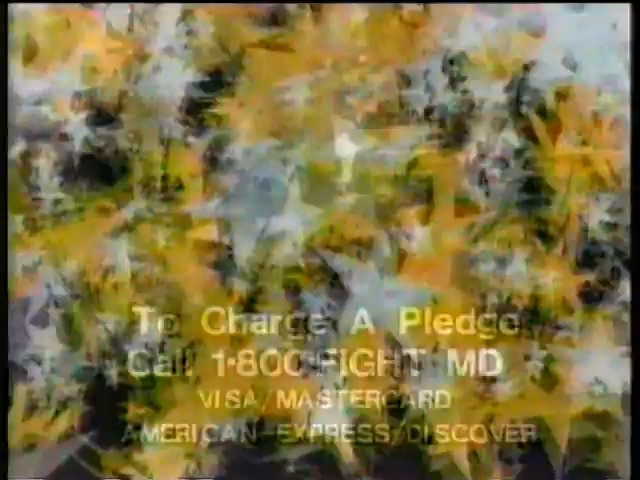 To Charge A Pledge
Call 1-800-FIGHT MD
VISA/MASTERCARD
AMERICAN EXPRESS/DISCOVER